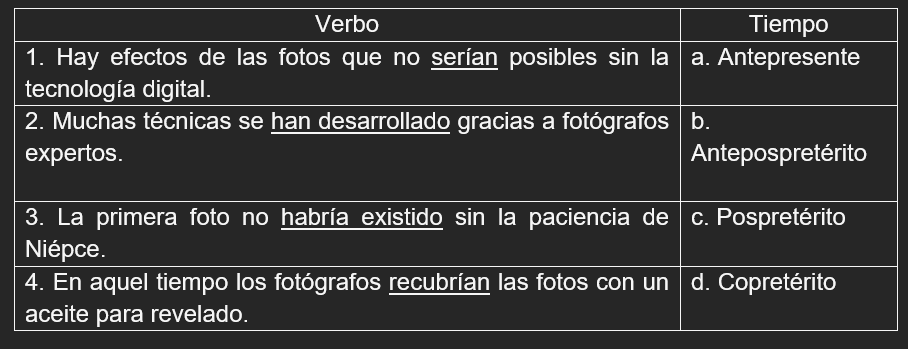 Verbo
Tiempo
1. Hay efectos de las fotos que no serían posibles sin la
tecnología digital.
a. Antepresente
2. Muchas técnicas se han desarrollado gracias a fotógrafos
expertos.
b.
Antepospretérito
3. La primera foto no habría existido sin la paciencia de
Niépce.
c. Pospretérito
4. En aquel tiempo los fotógrafos recubrían las fotos con un
aceite para revelado.
d. Copretérito